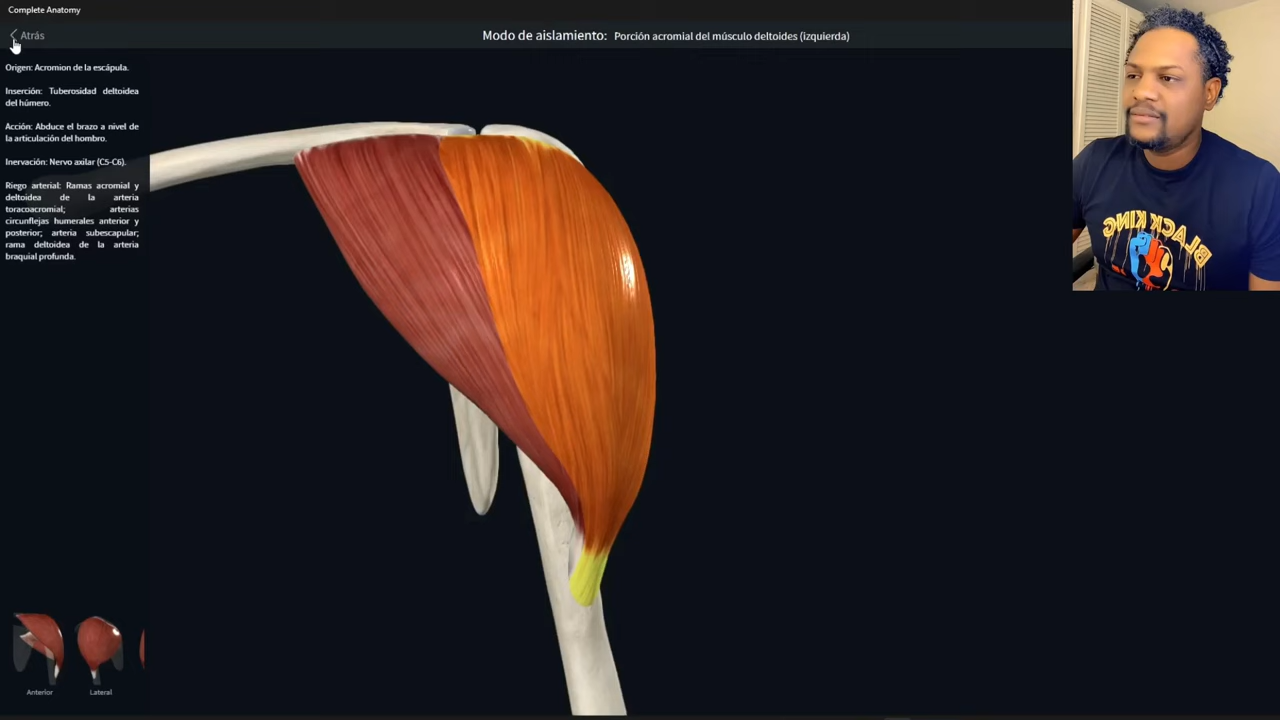 Complete Anatomy
Atrás
Modo de aislamiento: Porción acromial del músculo deltoides (izquierda)
Origen: Acromion de la escápula.
Inserción: Tuberosidad deltoidea
del húmero.
Acción: Abduce el brazo a nivel de
la articulación del hombro.
Inervación: Nervo axilar (C5-C6).
Riego arterial: Ramas acromial y
deltoidea de la arteria
toracoacromial; arterias
circunflejas humerales anterior y
posterior; arteria subescapular;
rama deltoidea de la arteria
braquial profunda.
BLACK KING
Anterior
Lateral